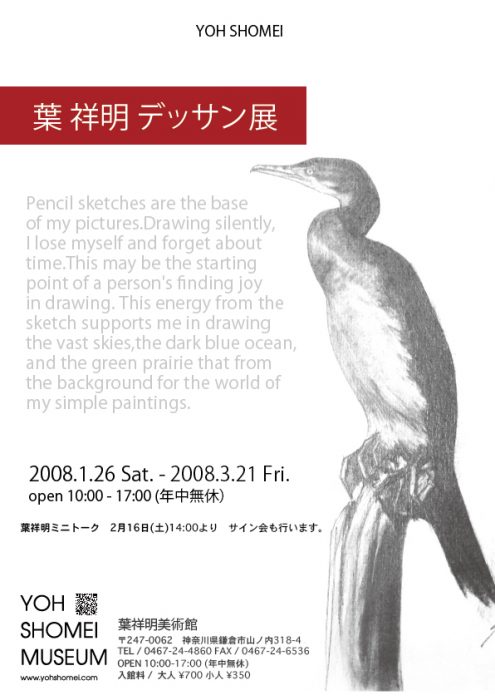 YOH SHOMEI
葉 祥明 デッサン展
Pencil sketches are the base
of my pictures.Drawing silently,
I lose myself and forget about
time.This may be the starting
point of a person's finding joy
in drawing. This energy from the
sketch supports me in drawing
the vast skies,the dark blue ocean,
and the green prairie that from
the background for the world of
my simple paintings.
2008.1.26 Sat. - 2008.3.21 Fri.
open 10:00 - 17:00 (年中無休)
葉祥明ミニトーク　2月16日(土)14:00より　サイン会も行います。
YOH
SHOMEI
MUSEUM
www.yohshomei.com
葉祥明美術館
〒247-0062　神奈川県鎌倉市山ノ内318-4
TEL / 0467-24-4860 FAX / 0467-24-6536
OPEN 10:00-17:00 (年中無休)
入館料 / 大人 ¥700 小人 ¥350